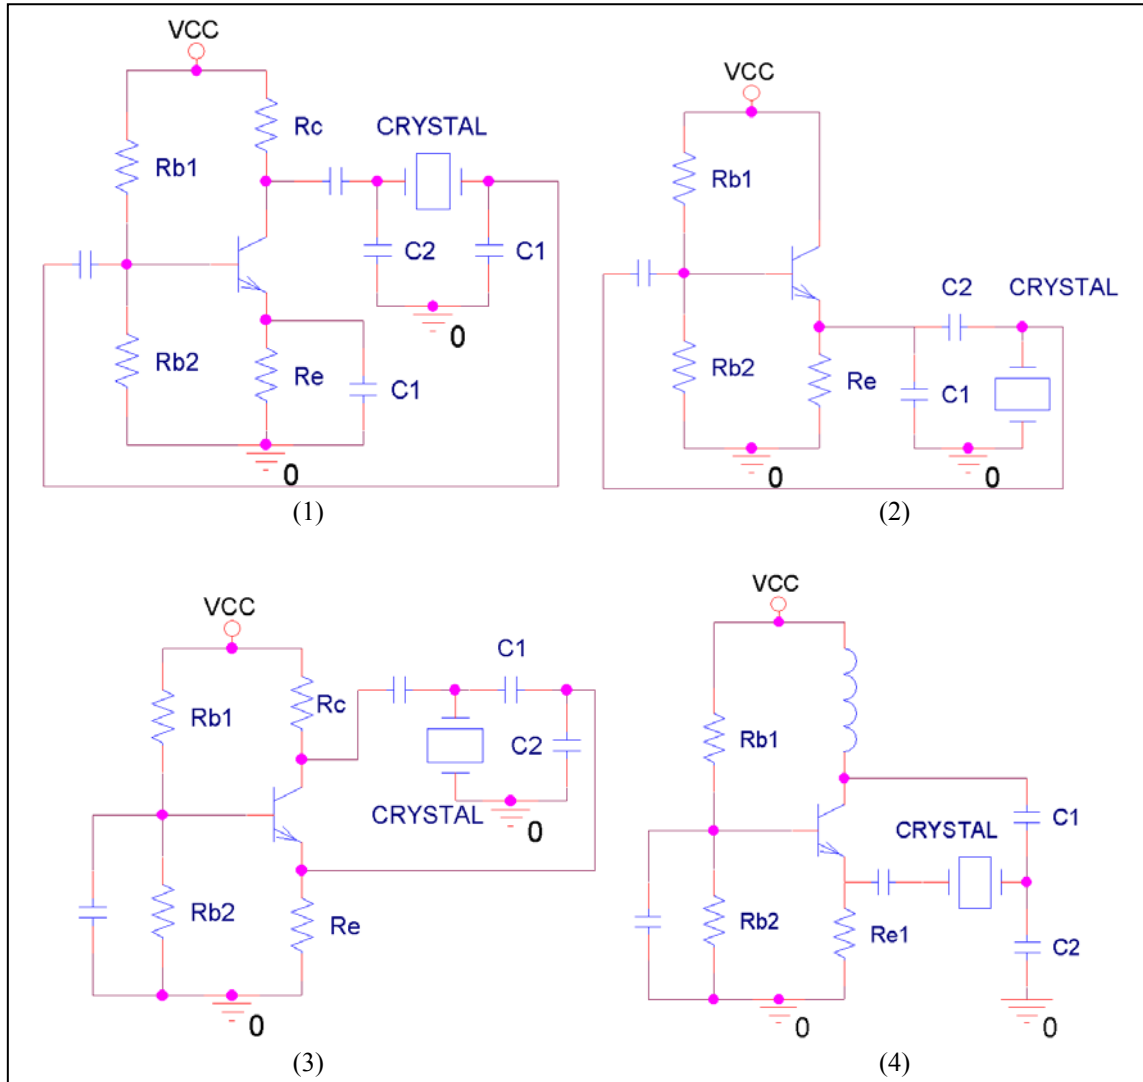 VCC
Rc
CRYSTAL
Rb1
C2
C1
0
Rb2
Re
C1
0
(1)
VCC
Rb1
C2
CRYSTAL
Rb2
Re
C1
0
0
(2)
VCC
C1
Rb1
Rc
C2
CRYSTAL
0
Rb2
Re
0
(3)
VCC
Rb1
CRYSTAL
C1
Rb2
Re1
C2
0
0
(4)